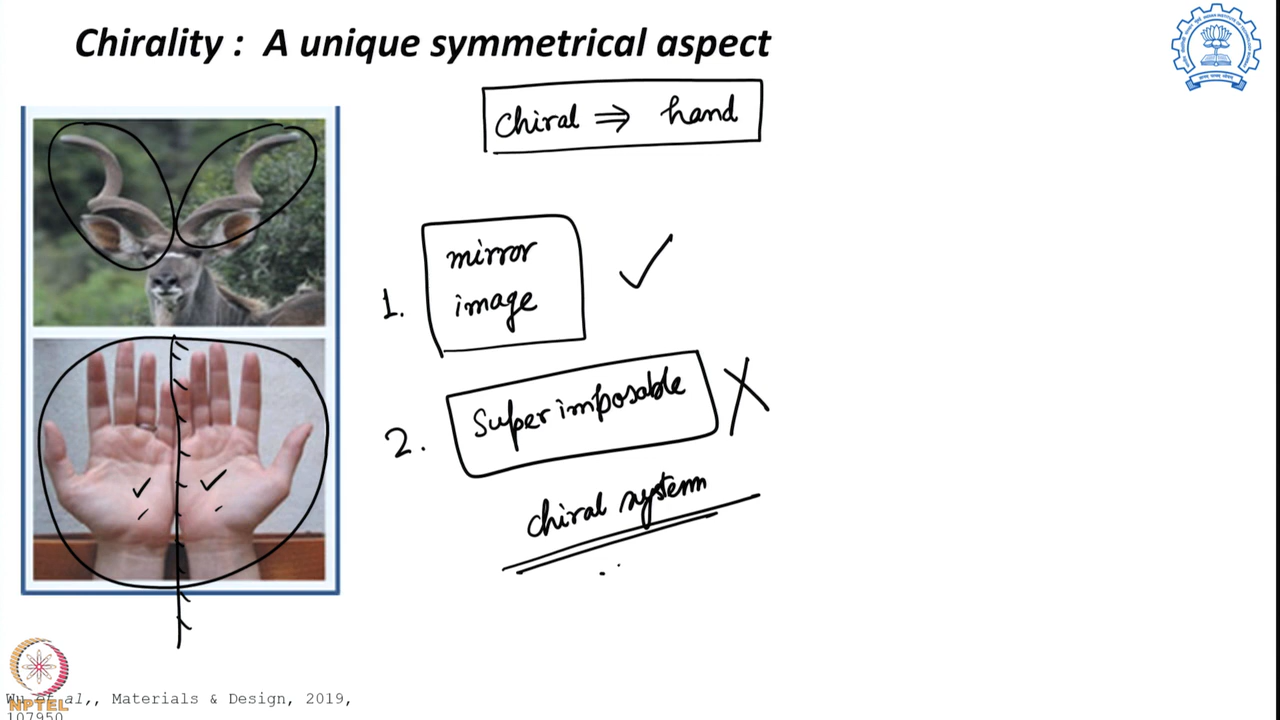 Chirality : A unique symmetrical aspect
chiral ⇒ hand
1. mirror
image ✓
2. Superimposable X
chiral system
Wu et al,, Materials & Design, 2019,
107950
NPTEL